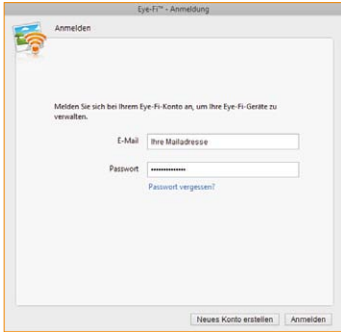 Eye-Fi™ - Anmeldung
Anmelden
Melden Sie sich bei Ihrem Eye-Fi-Konto an, um Ihre Eye-Fi-Geräte zu
verwalten.
E-Mail Ihre Mailadresse
Passwort ••••••••••••••
Passwort vergessen?
Neues Konto erstellen Anmelden